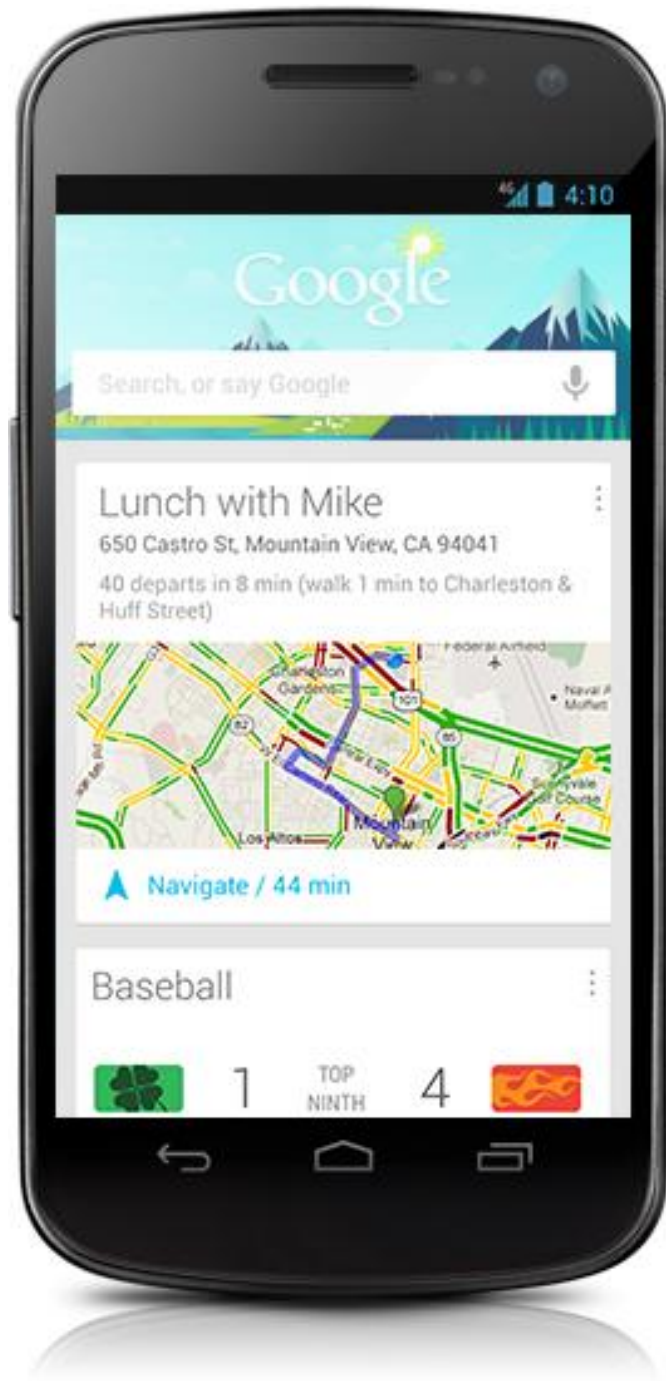 4G 4:10
Google
Search, or say Google
Lunch with Mike
650 Castro St, Mountain View, CA 94041
40 departs in 8 min (walk 1 min to Charleston &
Huff Street)
Federal Airfield
Charleston
Gardens
101
Naval A
Moffett
82
85
Sunnyvale
Golf Course
Los Altos
Mountain
View
Navigate / 44 min
Baseball
1 TOP 4
NINTH